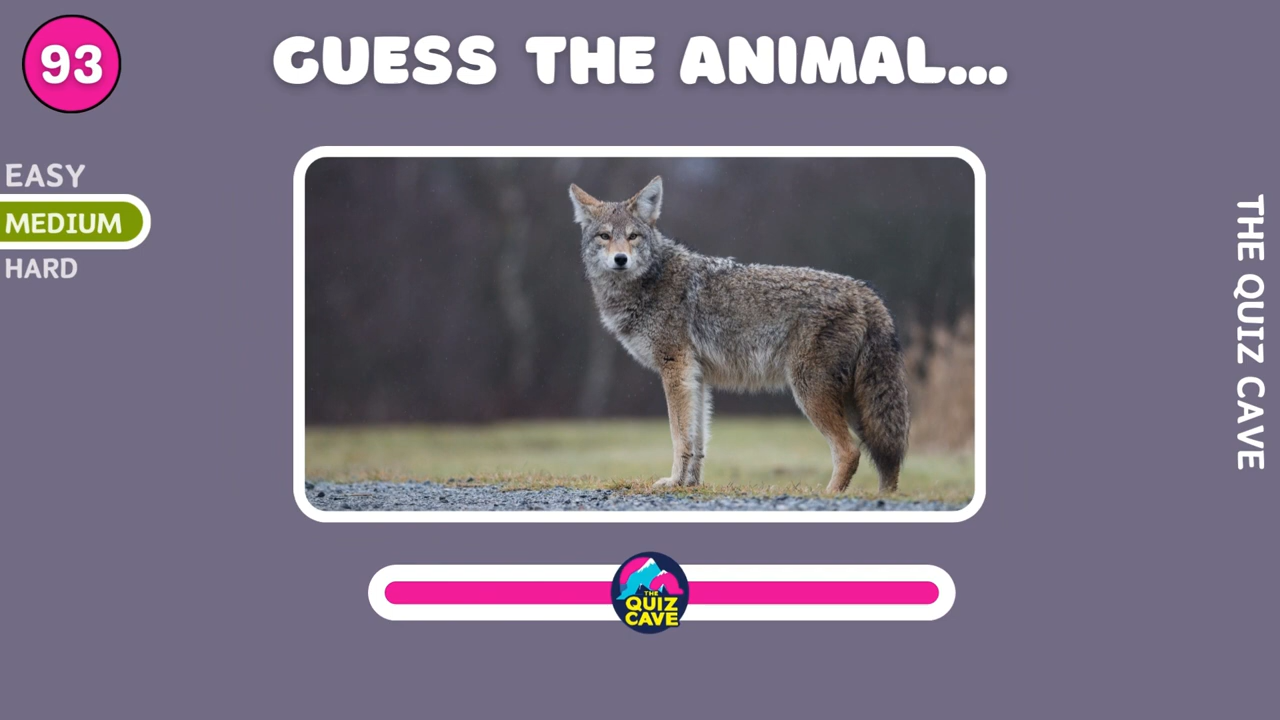 93
GUESS THE ANIMAL...
EASY
MEDIUM
HARD
THE QUIZ CAVE
THE
QUIZ
CAVE